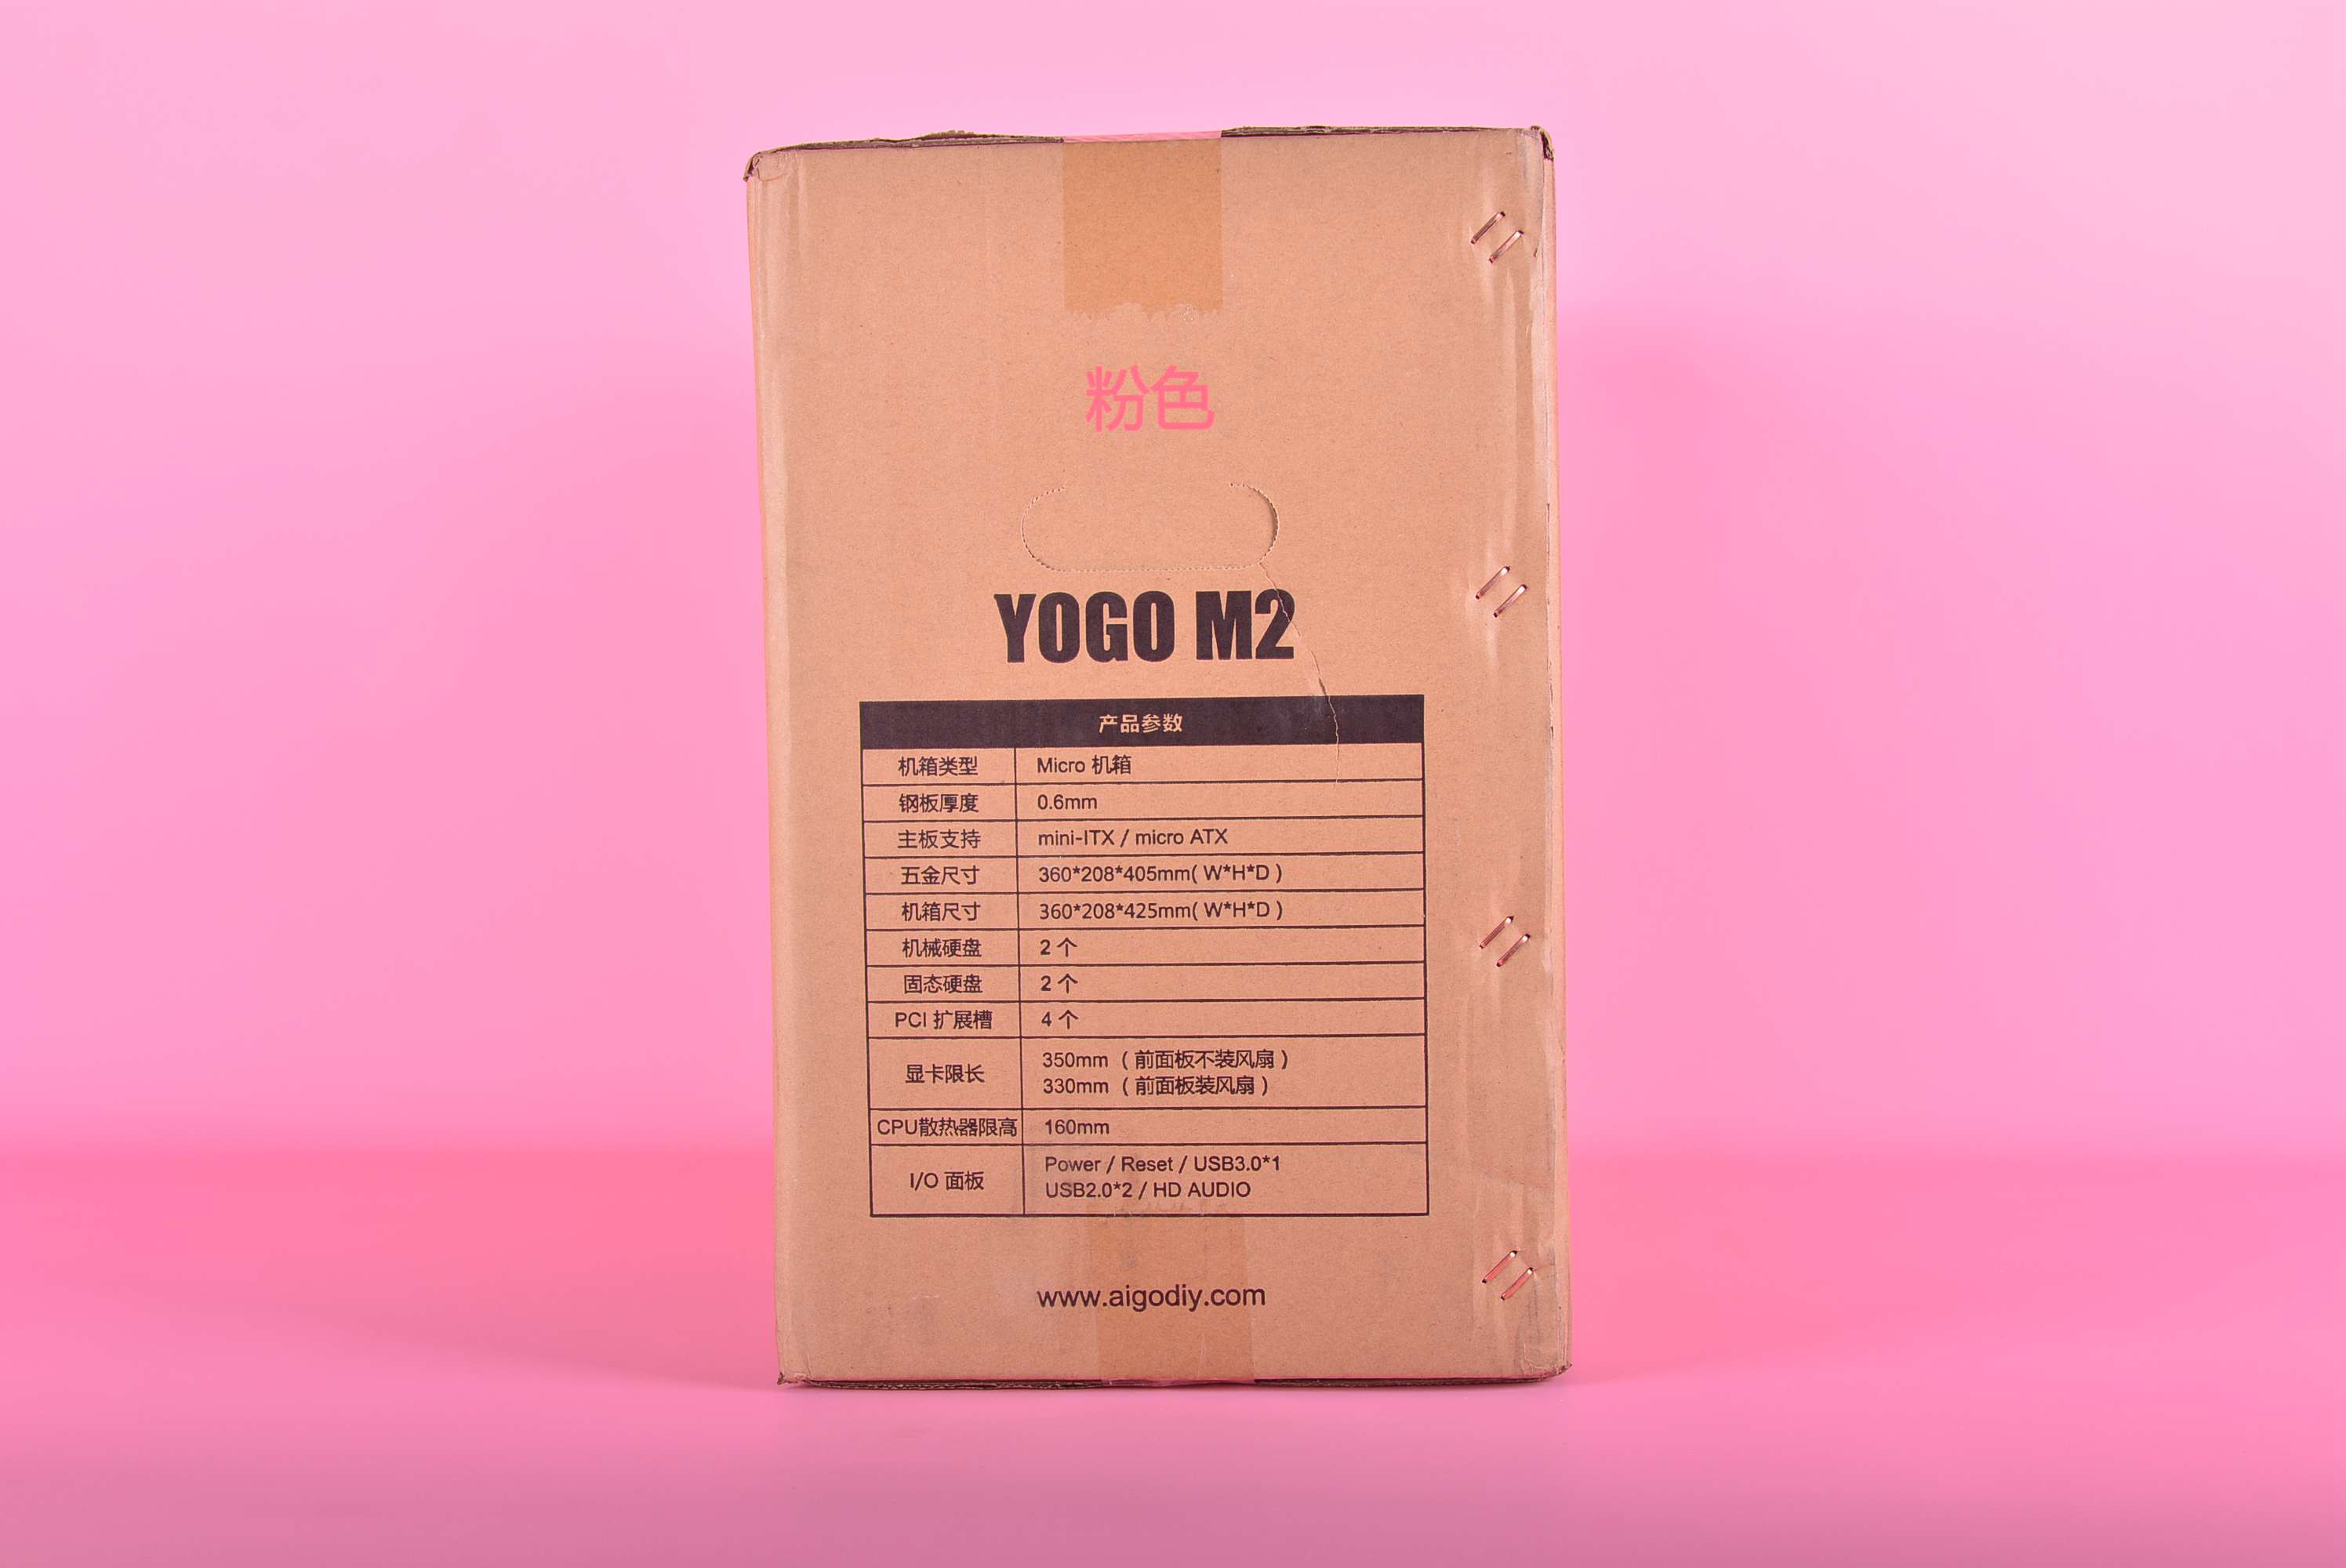 粉色
YOGO M2
产品参数
机箱类型 Micro 机箱
钢板厚度 0.6mm
主板支持 mini-ITX / micro ATX
五金尺寸 360*208*405mm( W*H*D )
机箱尺寸 360*208*425mm( W*H*D )
机械硬盘 2 个
固态硬盘 2 个
PCI 扩展槽 4 个
显卡限长 350mm （ 前面板不装风扇 ）
330mm （ 前面板装风扇 ）
CPU散热器限高 160mm
I/O 面板 Power / Reset / USB3.0*1
USB2.0*2 / HD AUDIO
www.aigodiy.com